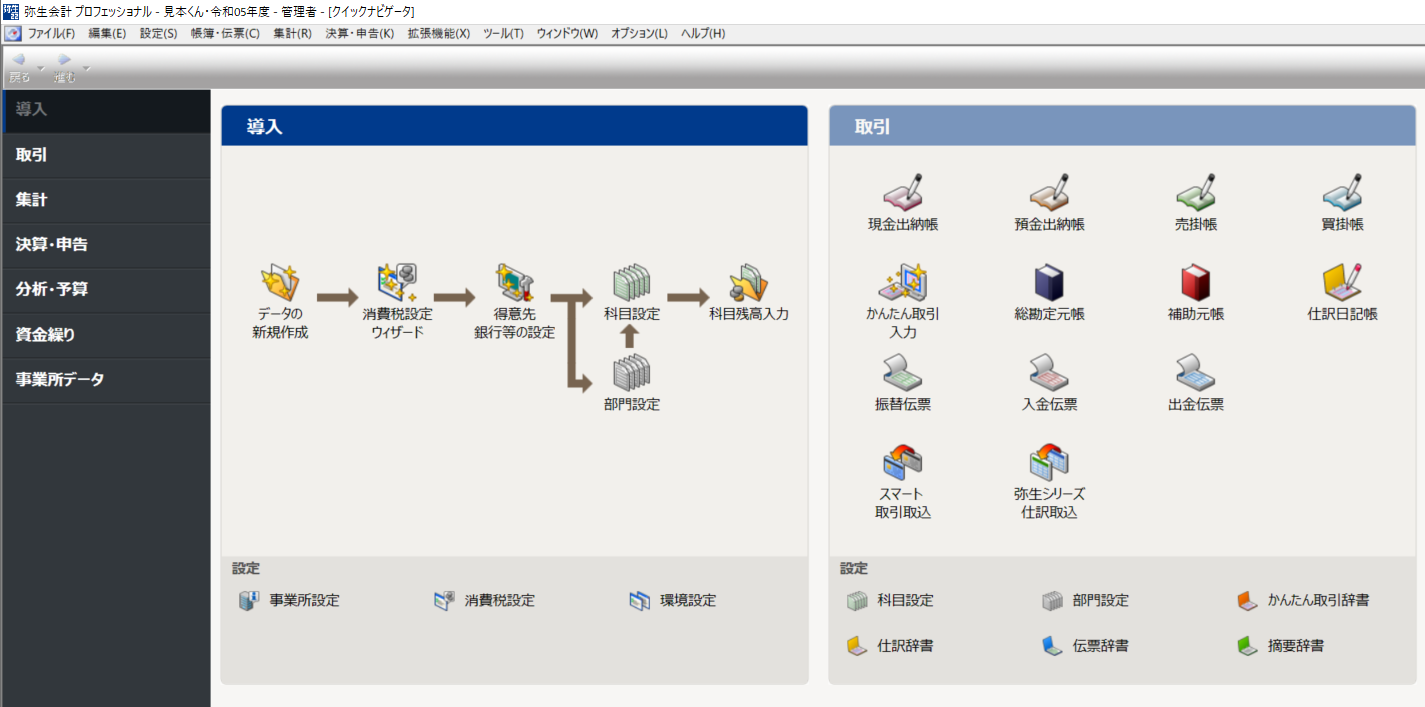 弥生会計 プロフェッショナル - 見本くん・令和05年度 - 管理者 - [クイックナビゲータ]
ファイル(F) 編集(E) 設定(S) 帳簿・伝票(C) 集計(R) 決算・申告(K) 拡張機能(X) ツール(T) ウィンドウ(W) オプション(L) ヘルプ(H)
戻る 進む
導入
取引
集計
決算・申告
分析・予算
資金繰り
事業所データ
導入
データの
新規作成
消費税設定
ウィザード
得意先
銀行等の設定
科目設定
科目残高入力
部門設定
設定
事業所設定 消費税設定 環境設定
取引
現金出納帳 預金出納帳 売掛帳 買掛帳
かんたん取引
入力
総勘定元帳 補助元帳 仕訳日記帳
振替伝票 入金伝票 出金伝票
スマート
取引取込
弥生シリーズ
仕訳取込
設定
科目設定 部門設定 かんたん取引辞書
仕訳辞書 伝票辞書 摘要辞書